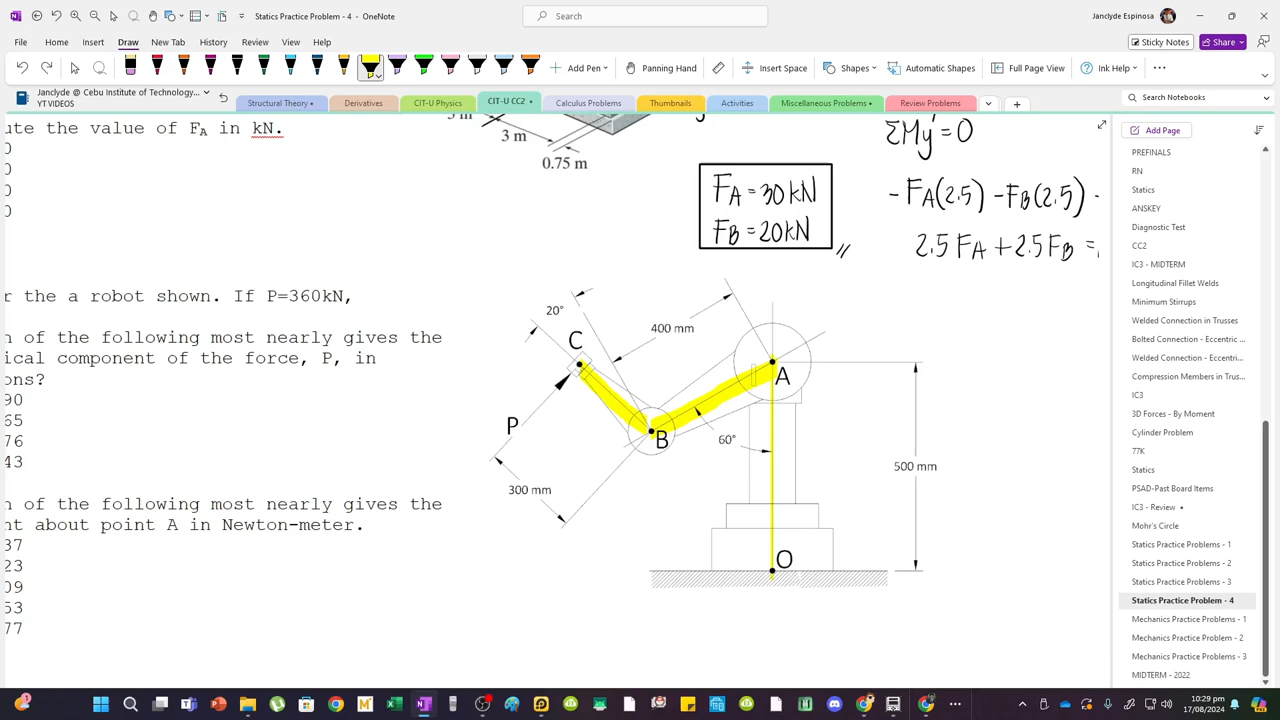 Statics Practice Problem - 4 - OneNote
Search
Janclyde Espinosa
File Home Insert Draw New Tab History Review View Help
Sticky Notes
Share
Add Pen
Panning Hand
Insert Space
Shapes
Automatic Shapes
Full Page View
Ink Help
Janclyde @ Cebu Institute of Technology...
YT VIDEOS
Structural Theory
Derivatives
CIT-U Physics
CIT-U CC2
Calculus Problems
Thumbnails
Activities
Miscellaneous Problems
Review Problems
Search Notebooks
Add Page
PREFINALS
RN
Statics
ANSKEY
Diagnostic Test
CC2
IC3 - MIDTERM
Longitudinal Fillet Welds
Minimum Stirrups
Welded Connection in Trusses
Bolted Connection - Eccentric ...
Welded Connection - Eccentri...
Compression Members in Trus...
IC3
3D Forces - By Moment
Cylinder Problem
77K
Statics
PSAD-Past Board Items
IC3 - Review
Mohr's Circle
Statics Practice Problems - 1
Statics Practice Problems - 2
Statics Practice Problems - 3
Statics Practice Problem - 4
Mechanics Practice Problems - 1
Mechanics Practice Problem - 2
Mechanics Practice Problems - 3
MIDTERM - 2022
ute the value of FA in kN.
0
0
0
0
3 m
0.75 m
FA = 30 kN
FB = 20 kN
ΣMy' = 0
- FA(2.5) - FB(2.5) -
2.5 FA + 2.5 FB =
r the a robot shown. If P=360kN,
n of the following most nearly gives the
ical component of the force, P, in
ons?
90
65
76
43
n of the following most nearly gives the
nt about point A in Newton-meter.
37
23
09
53
77
20°
400 mm
C
A
P
B
60°
500 mm
300 mm
O
10:29 pm
17/08/2024